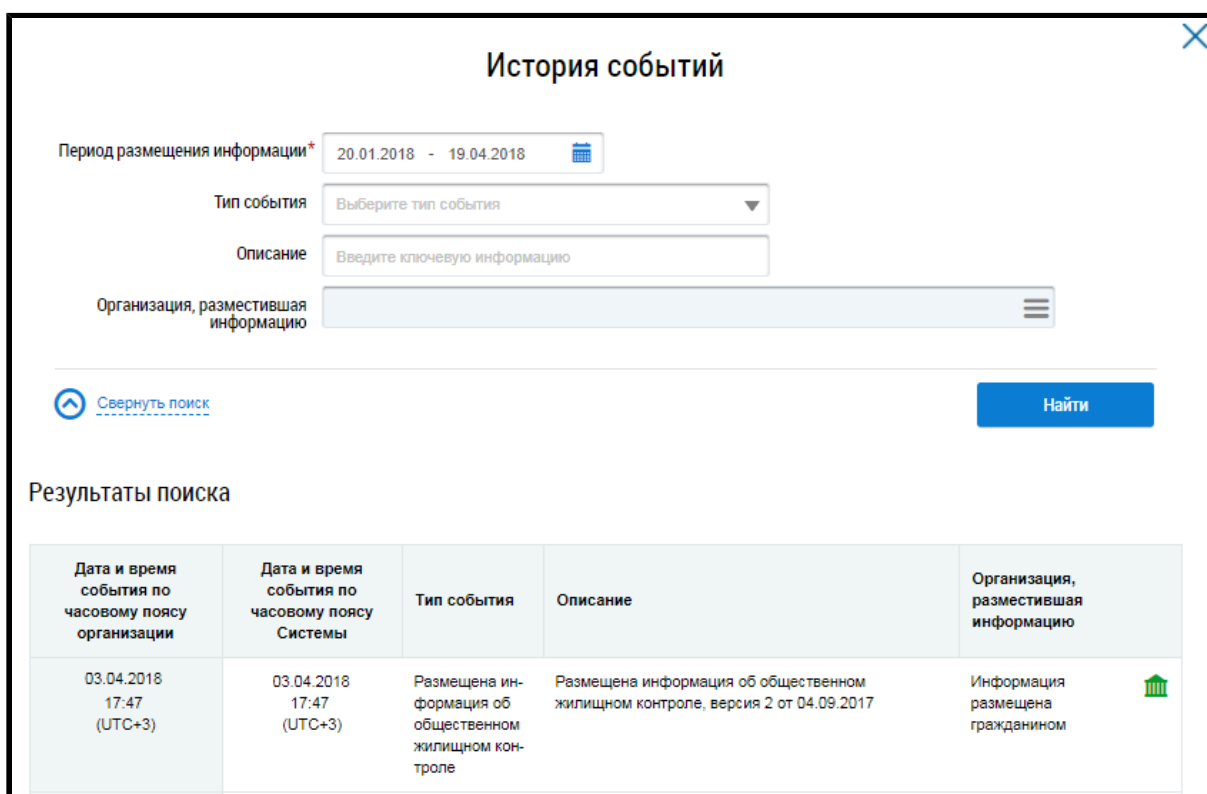 История событий
Период размещения информации*
20.01.2018 - 19.04.2018
Тип события
Выберите тип события
Описание
Введите ключевую информацию
Организация, разместившая
информацию
Свернуть поиск
Найти
Результаты поиска
Дата и время
события по
часовому поясу
организации
Дата и время
события по
часовому поясу
Системы
Тип события
Описание
Организация,
разместившая
информацию
03.04.2018
17:47
(UTC+3)
03.04.2018
17:47
(UTC+3)
Размещена ин-
формация об
общественном
жилищном кон-
троле
Размещена информация об общественном
жилищном контроле, версия 2 от 04.09.2017
Информация
размещена
гражданином